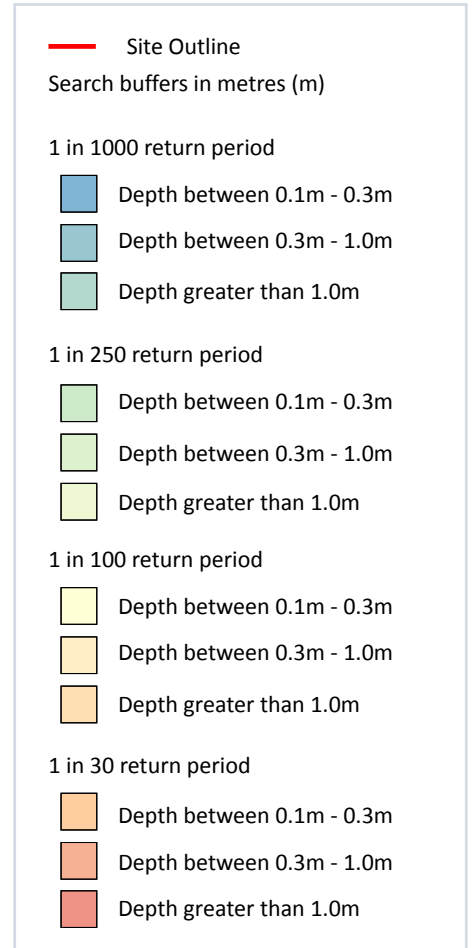 Site Outline
Search buffers in metres (m)
1 in 1000 return period
Depth between 0.1m - 0.3m
Depth between 0.3m - 1.0m
Depth greater than 1.0m
1 in 250 return period
Depth between 0.1m - 0.3m
Depth between 0.3m - 1.0m
Depth greater than 1.0m
1 in 100 return period
Depth between 0.1m - 0.3m
Depth between 0.3m - 1.0m
Depth greater than 1.0m
1 in 30 return period
Depth between 0.1m - 0.3m
Depth between 0.3m - 1.0m
Depth greater than 1.0m